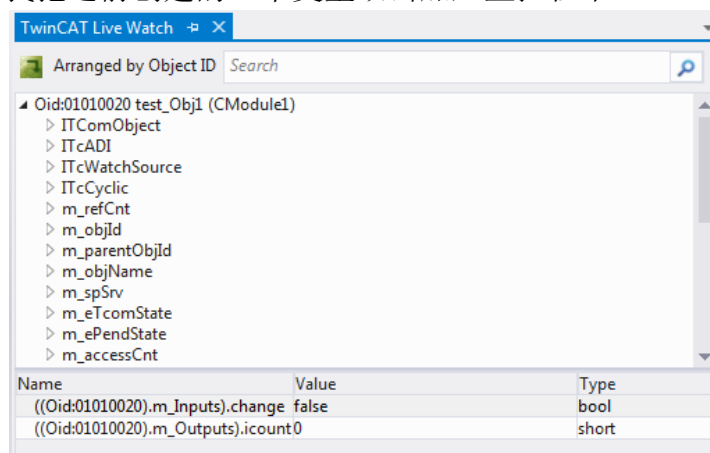 TwinCAT Live Watch
Arranged by Object ID Search
Oid:01010020 test_Obj1 (CModule1)
ITComObject
ITcADI
ITcWatchSource
ITcCyclic
m_refCnt
m_objId
m_parentObjId
m_objName
m_spSrv
m_eTcomState
m_ePendState
m_accessCnt
Name Value Type
((Oid:01010020).m_Inputs).change false bool
((Oid:01010020).m_Outputs).icount 0 short